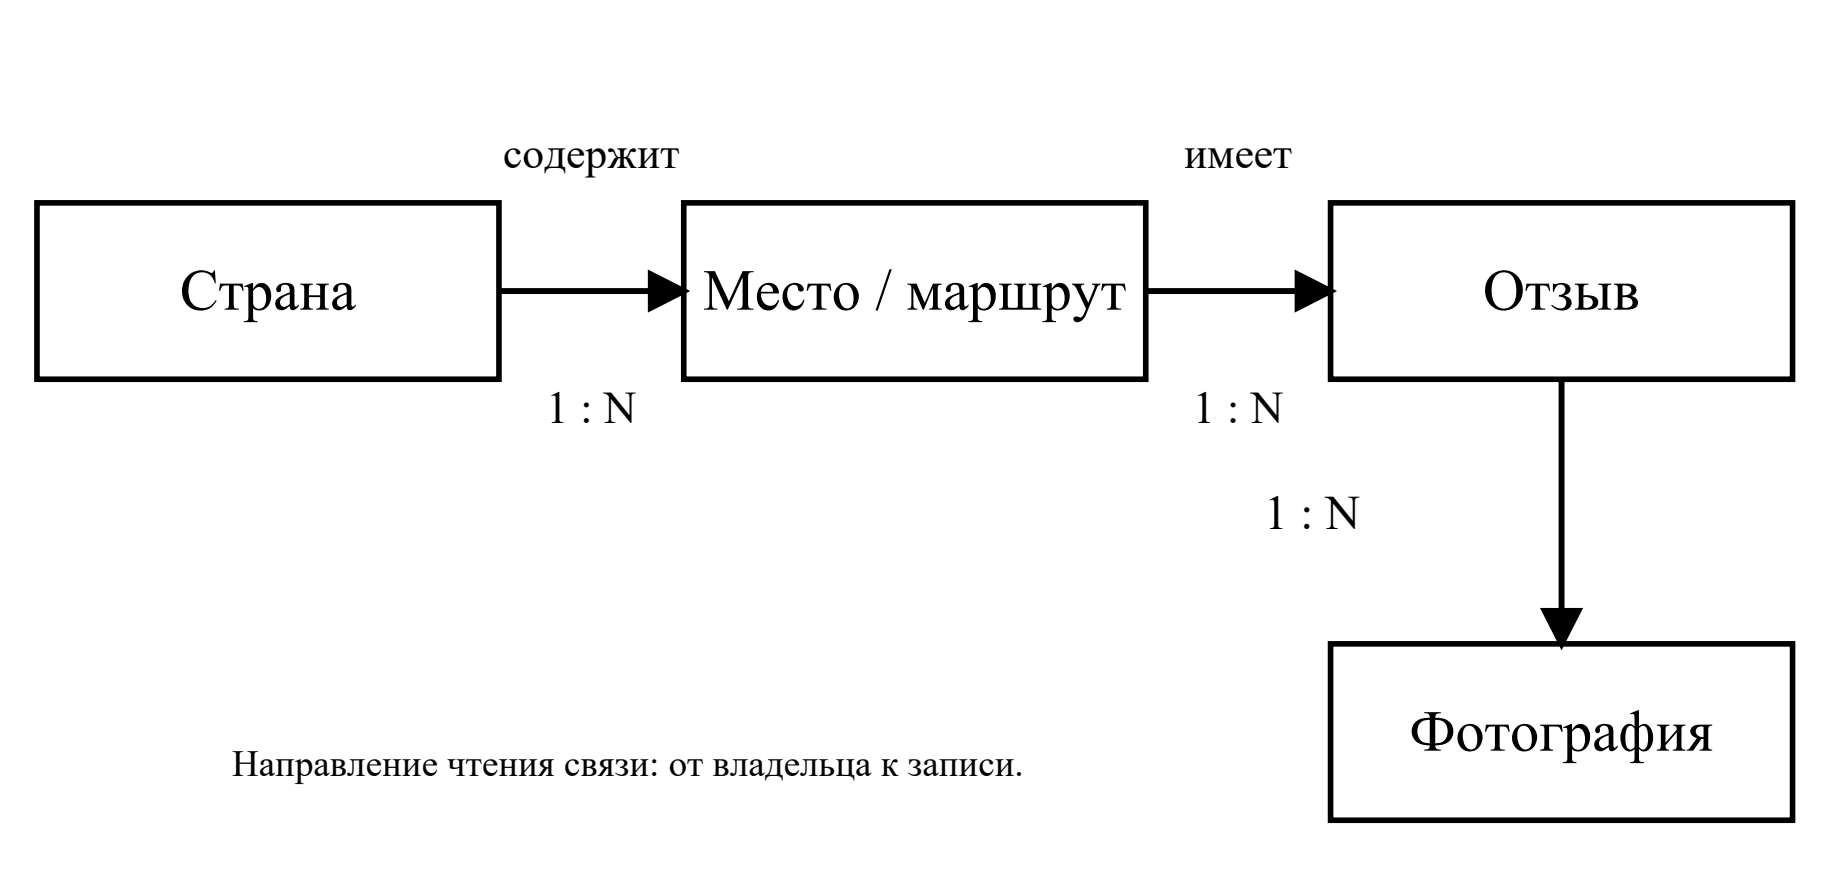 содержит
имеет
Страна
Место / маршрут
Отзыв
1 : N
1 : N
1 : N
Фотография
Направление чтения связи: от владельца к записи.